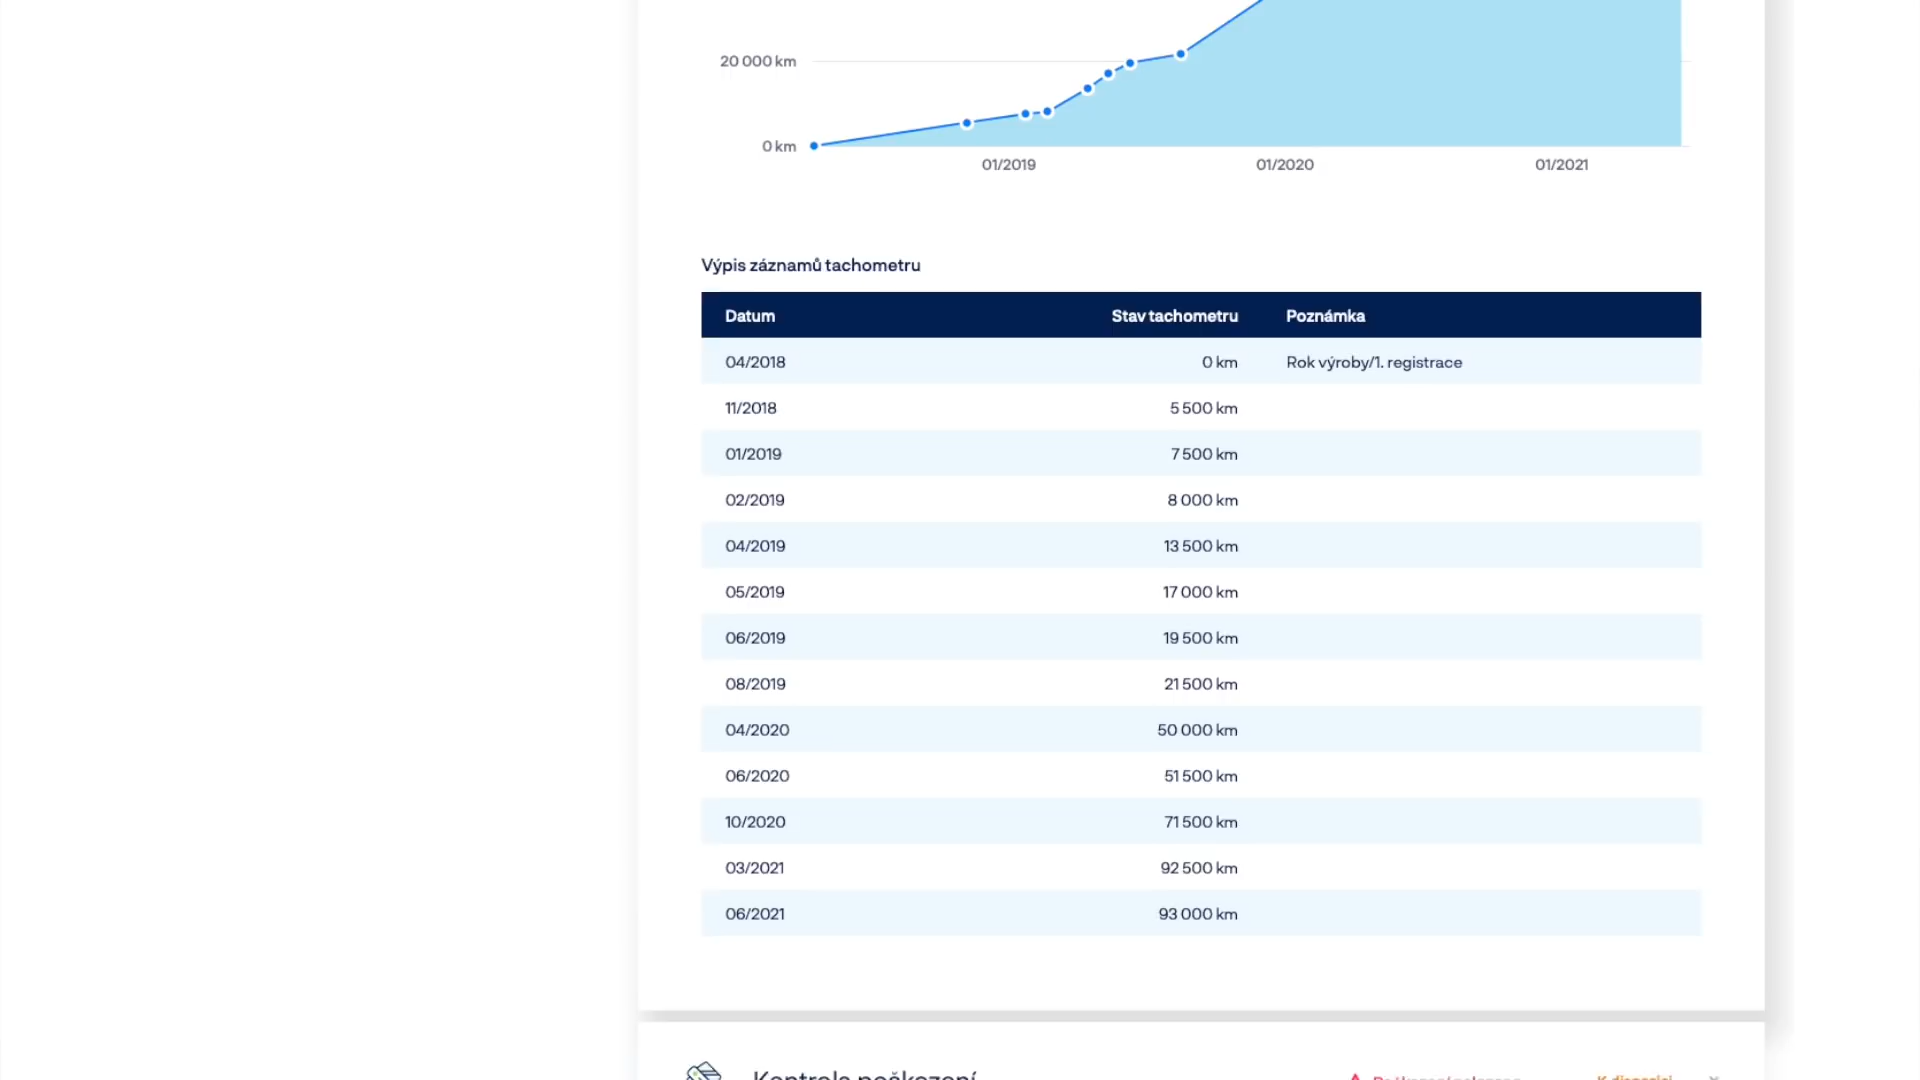 20 000 km
0 km
01/2019 01/2020 01/2021
Výpis záznamů tachometru
Datum Stav tachometru Poznámka
04/2018 0 km Rok výroby/1. registrace
11/2018 5 500 km
01/2019 7 500 km
02/2019 8 000 km
04/2019 13 500 km
05/2019 17 000 km
06/2019 19 500 km
08/2019 21 500 km
04/2020 50 000 km
06/2020 51 500 km
10/2020 71 500 km
03/2021 92 500 km
06/2021 93 000 km
Kontrola poškození K dispozici